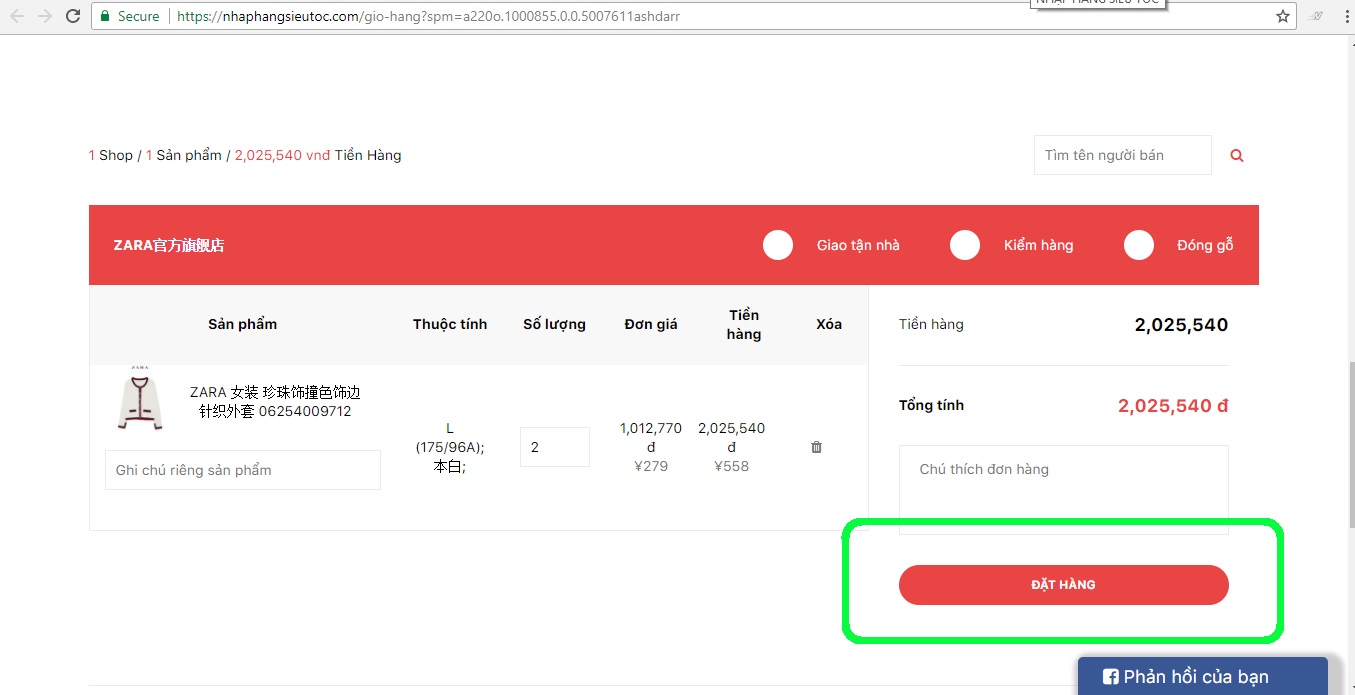 Secure
https://nhaphangsieutoc.com/gio-hang?spm=a220o.1000855.0.0.5007611ashdarr
1 Shop / 1 Sản phẩm / 2,025,540 vnđ Tiền Hàng
Tìm tên người bán
ZARA官方旗舰店
Giao tận nhà
Kiểm hàng
Đóng gỗ
Sản phẩm
Thuộc tính
Số lượng
Đơn giá
Tiền
hàng
Xóa
ZARA
ZARA 女装 珍珠饰撞色饰边
针织外套 06254009712
Ghi chú riêng sản phẩm
L
(175/96A);
本白;
2
1,012,770
đ
¥279
2,025,540
đ
¥558
Tiền hàng
2,025,540
Tổng tính
2,025,540 đ
Chú thích đơn hàng
ĐẶT HÀNG
Phản hồi của bạn